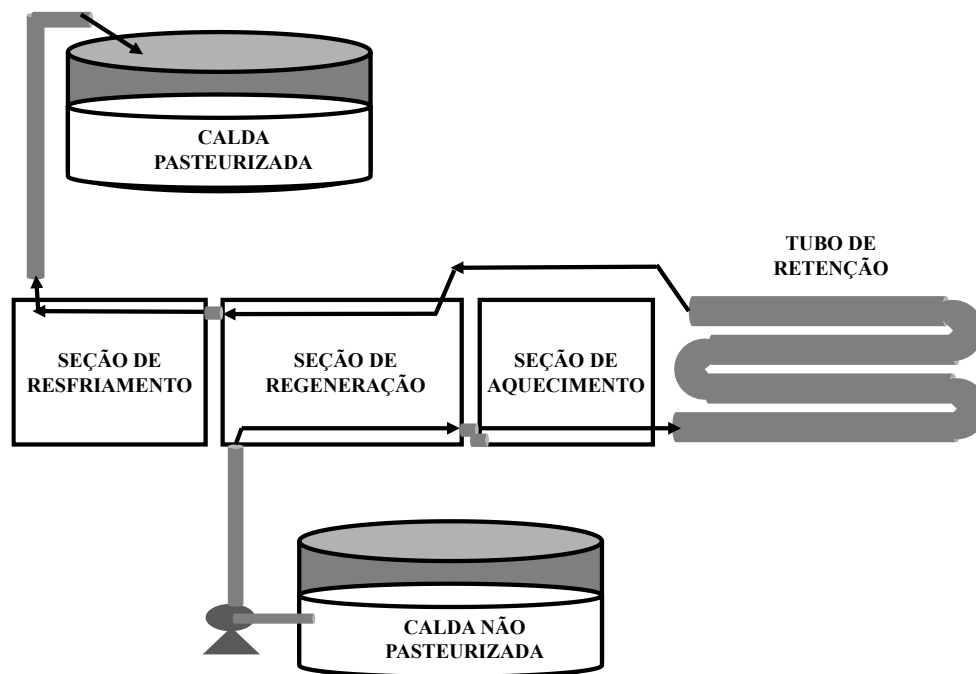 CALDA
PASTEURIZADA
TUBO DE
RETENÇÃO
SEÇÃO DE
RESFRIAMENTO
SEÇÃO DE
REGENERAÇÃO
SEÇÃO DE
AQUECIMENTO
CALDA NÃO
PASTEURIZADA